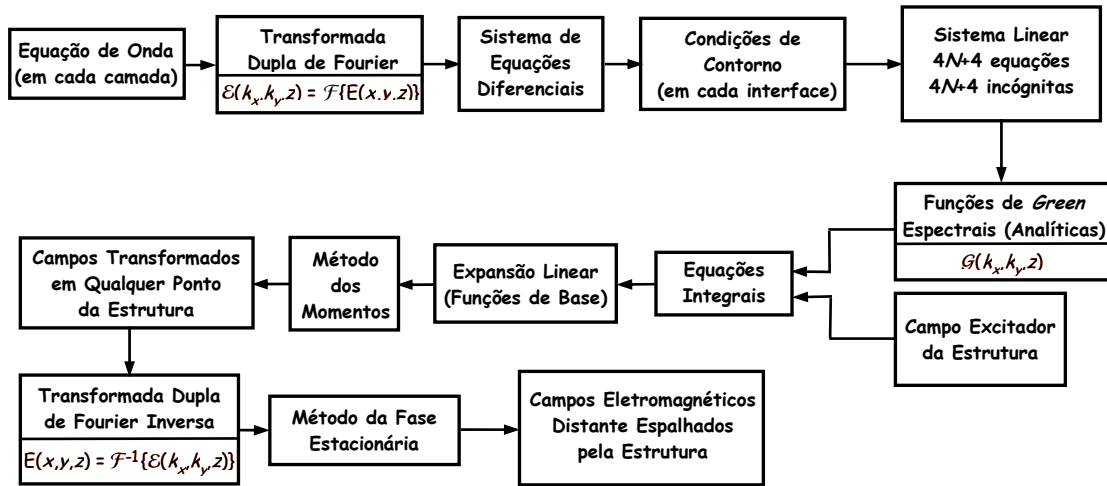 Equação de Onda
(em cada camada)
Transformada
Dupla de Fourier
ℰ(kx,ky,z) = ℱ{E(x,y,z)}
Sistema de
Equações
Diferenciais
Condições de
Contorno
(em cada interface)
Sistema Linear
4N+4 equações
4N+4 incógnitas
Funções de Green
Espectrais (Analíticas)
𝒢(kx,ky,z)
Campo Excitador
da Estrutura
Equações
Integrais
Expansão Linear
(Funções de Base)
Método
dos
Momentos
Campos Transformados
em Qualquer Ponto
da Estrutura
Transformada Dupla
de Fourier Inversa
E(x,y,z) = ℱ-1{ℰ(kx,ky,z)}
Método da Fase
Estacionária
Campos Eletromagnéticos
Distante Espalhados
pela Estrutura